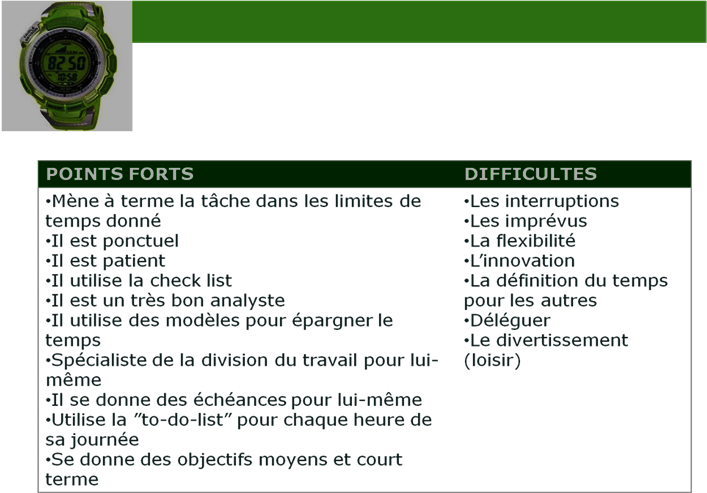 8250
10:58
POINTS FORTS
DIFFICULTES
•Mène à terme la tâche dans les limites de
temps donné
•Il est ponctuel
•Il est patient
•Il utilise la check list
•Il est un très bon analyste
•Il utilise des modèles pour épargner le
temps
•Spécialiste de la division du travail pour lui-
même
•Il se donne des échéances pour lui-même
•Utilise la ”to-do-list” pour chaque heure de
sa journée
•Se donne des objectifs moyens et court
terme
•Les interruptions
•Les imprévus
•La flexibilité
•L’innovation
•La définition du temps
pour les autres
•Déléguer
•Le divertissement
(loisir)